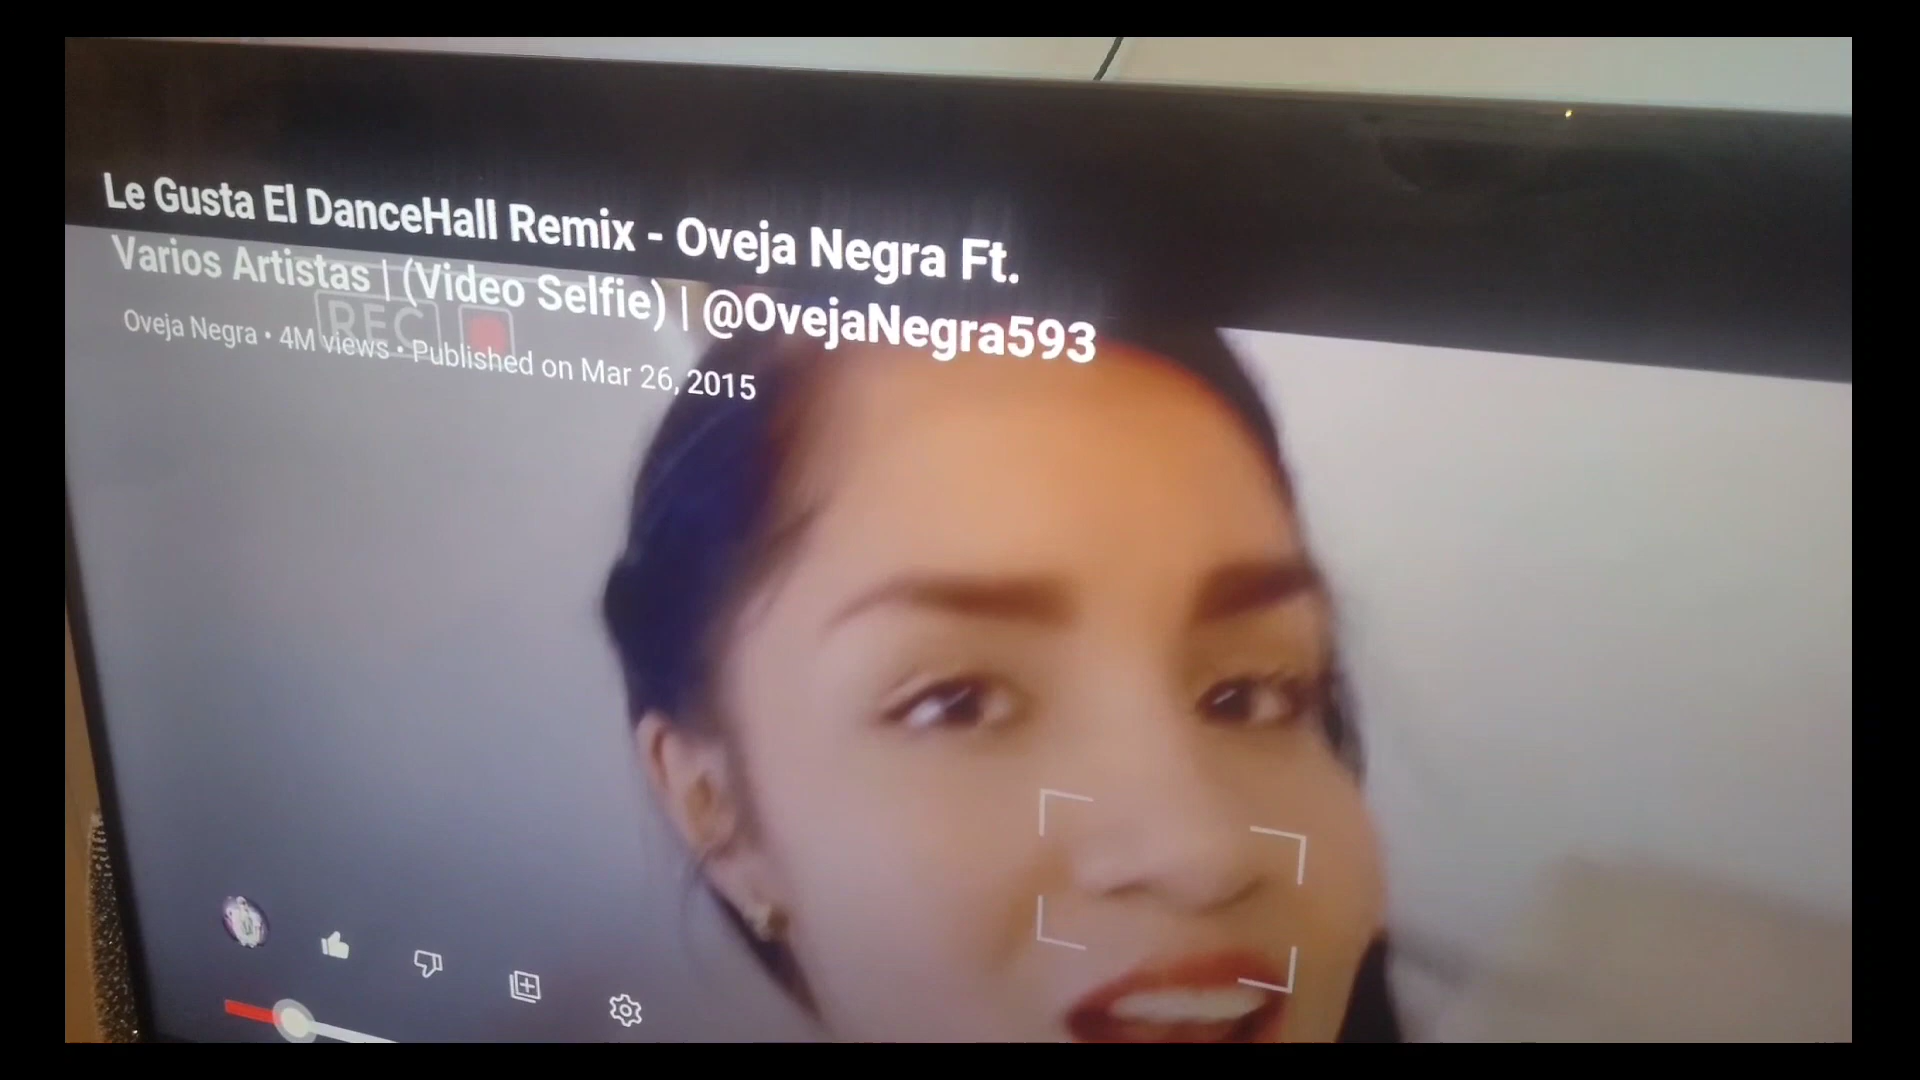 Le Gusta El DanceHall Remix - Oveja Negra Ft.
Varios Artistas | (Video Selfie) | @OvejaNegra593
REC
Oveja Negra • 4M views • Published on Mar 26, 2015